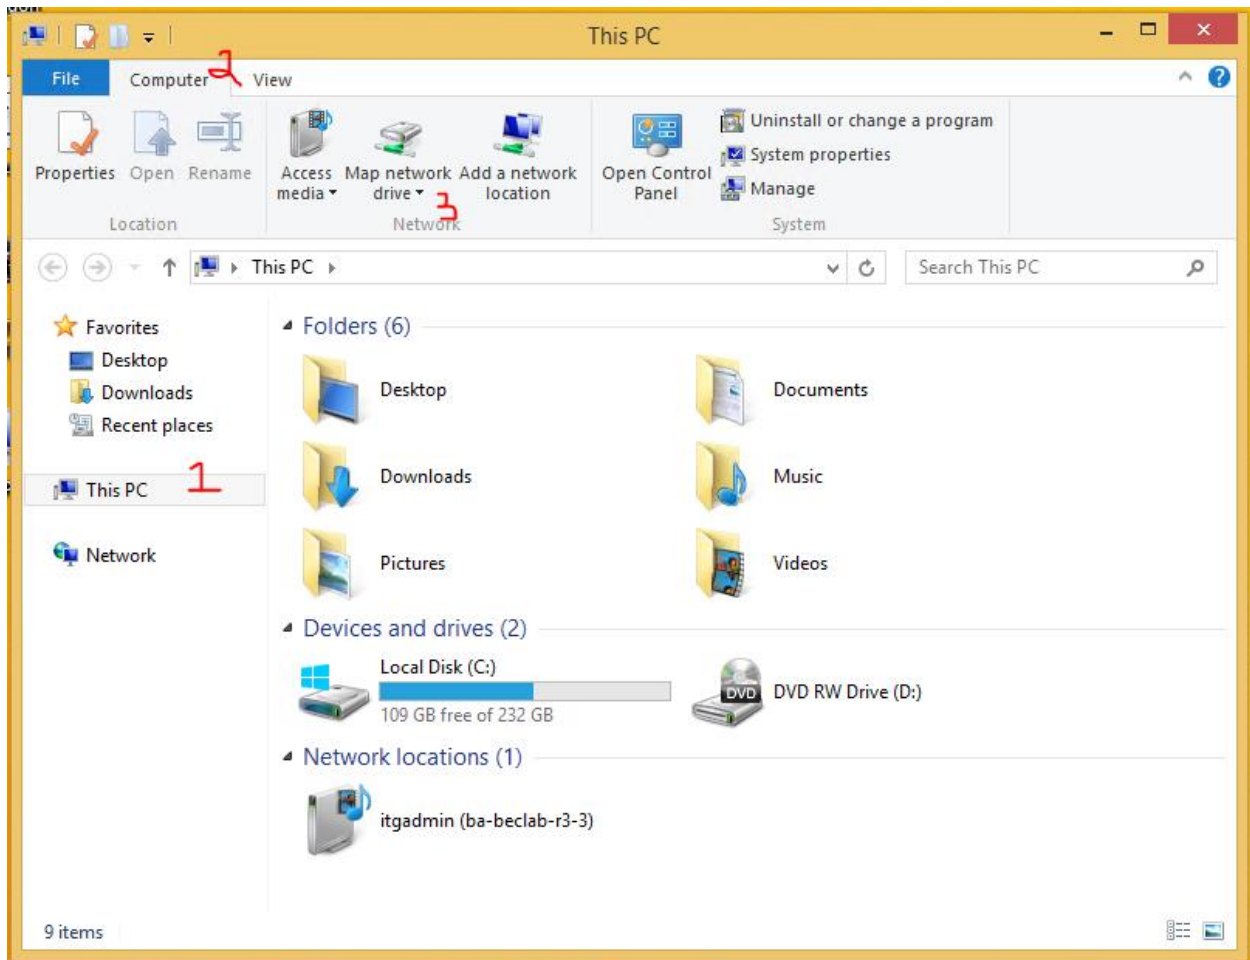 This PC
File Computer 2 View
Properties Open Rename
Access media
Map network drive
Add a network location
3
Open Control Panel
Uninstall or change a program
System properties
Manage
Location Network System
This PC
Search This PC
Favorites
Desktop
Downloads
Recent places
This PC 1
Network
Folders (6)
Desktop
Documents
Downloads
Music
Pictures
Videos
Devices and drives (2)
Local Disk (C:)
109 GB free of 232 GB
DVD
DVD RW Drive (D:)
Network locations (1)
itgadmin (ba-beclab-r3-3)
9 items